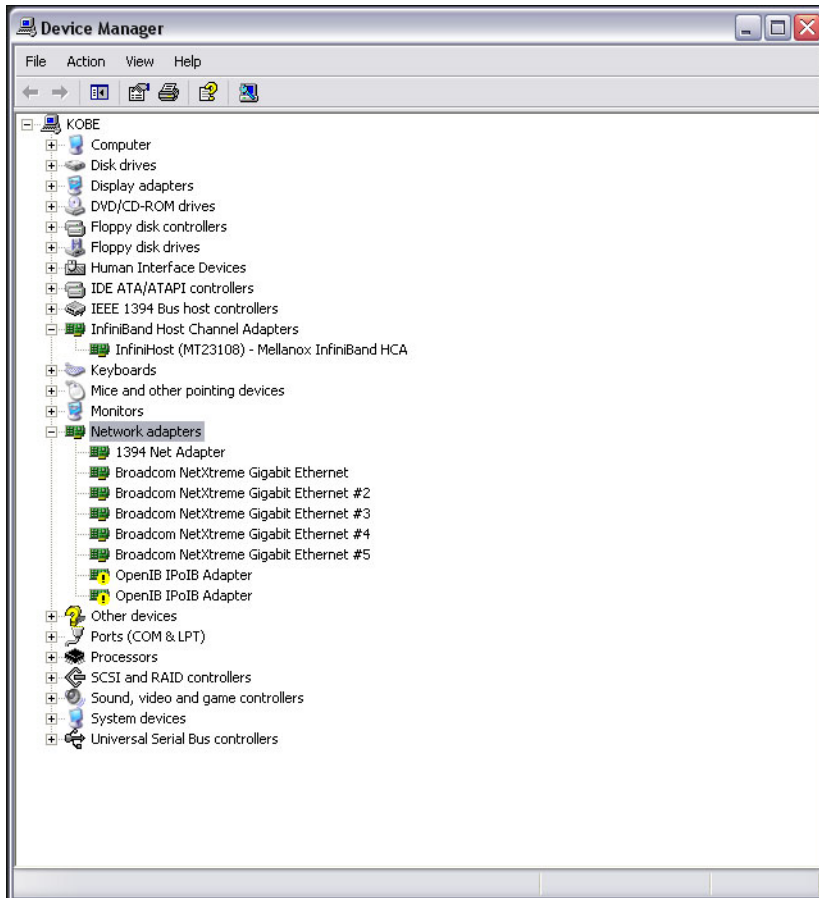 Device Manager
File Action View Help
KOBE
Computer
Disk drives
Display adapters
DVD/CD-ROM drives
Floppy disk controllers
Floppy disk drives
Human Interface Devices
IDE ATA/ATAPI controllers
IEEE 1394 Bus host controllers
InfiniBand Host Channel Adapters
InfiniHost (MT23108) - Mellanox InfiniBand HCA
Keyboards
Mice and other pointing devices
Monitors
Network adapters
1394 Net Adapter
Broadcom NetXtreme Gigabit Ethernet
Broadcom NetXtreme Gigabit Ethernet #2
Broadcom NetXtreme Gigabit Ethernet #3
Broadcom NetXtreme Gigabit Ethernet #4
Broadcom NetXtreme Gigabit Ethernet #5
OpenIB IPoIB Adapter
OpenIB IPoIB Adapter
Other devices
Ports (COM & LPT)
Processors
SCSI and RAID controllers
Sound, video and game controllers
System devices
Universal Serial Bus controllers